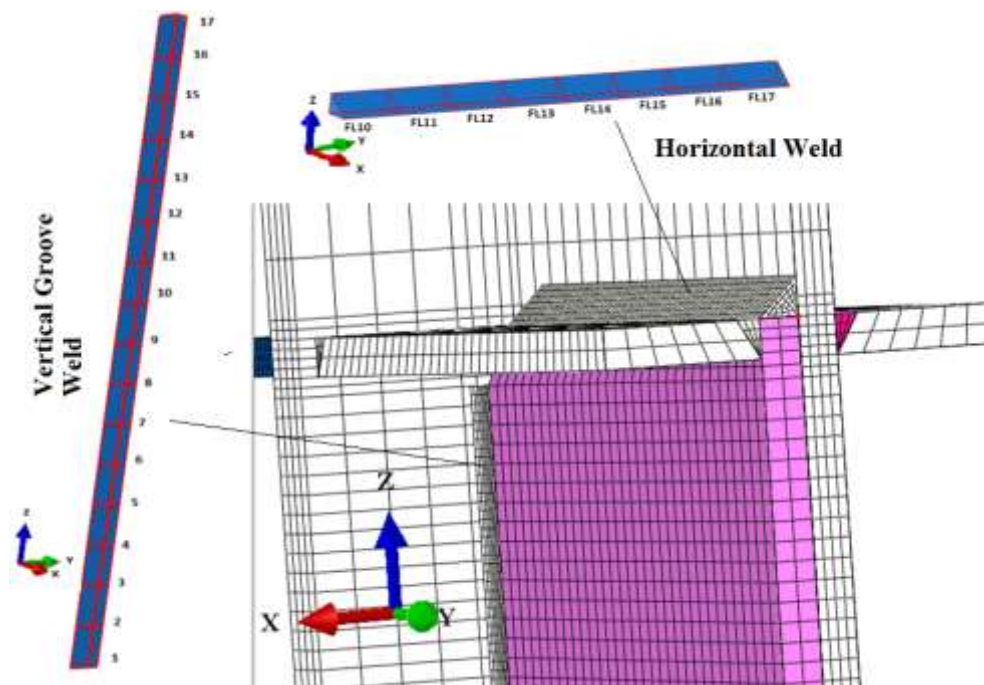 17
16
15
14
13
12
11
10
9
8
7
6
5
4
3
2
1
Vertical Groove
Weld
Z
Y
X
Z
Y
X
FL10
FL11
FL12
FL13
FL14
FL15
FL16
FL17
Horizontal Weld
Z
X
Y